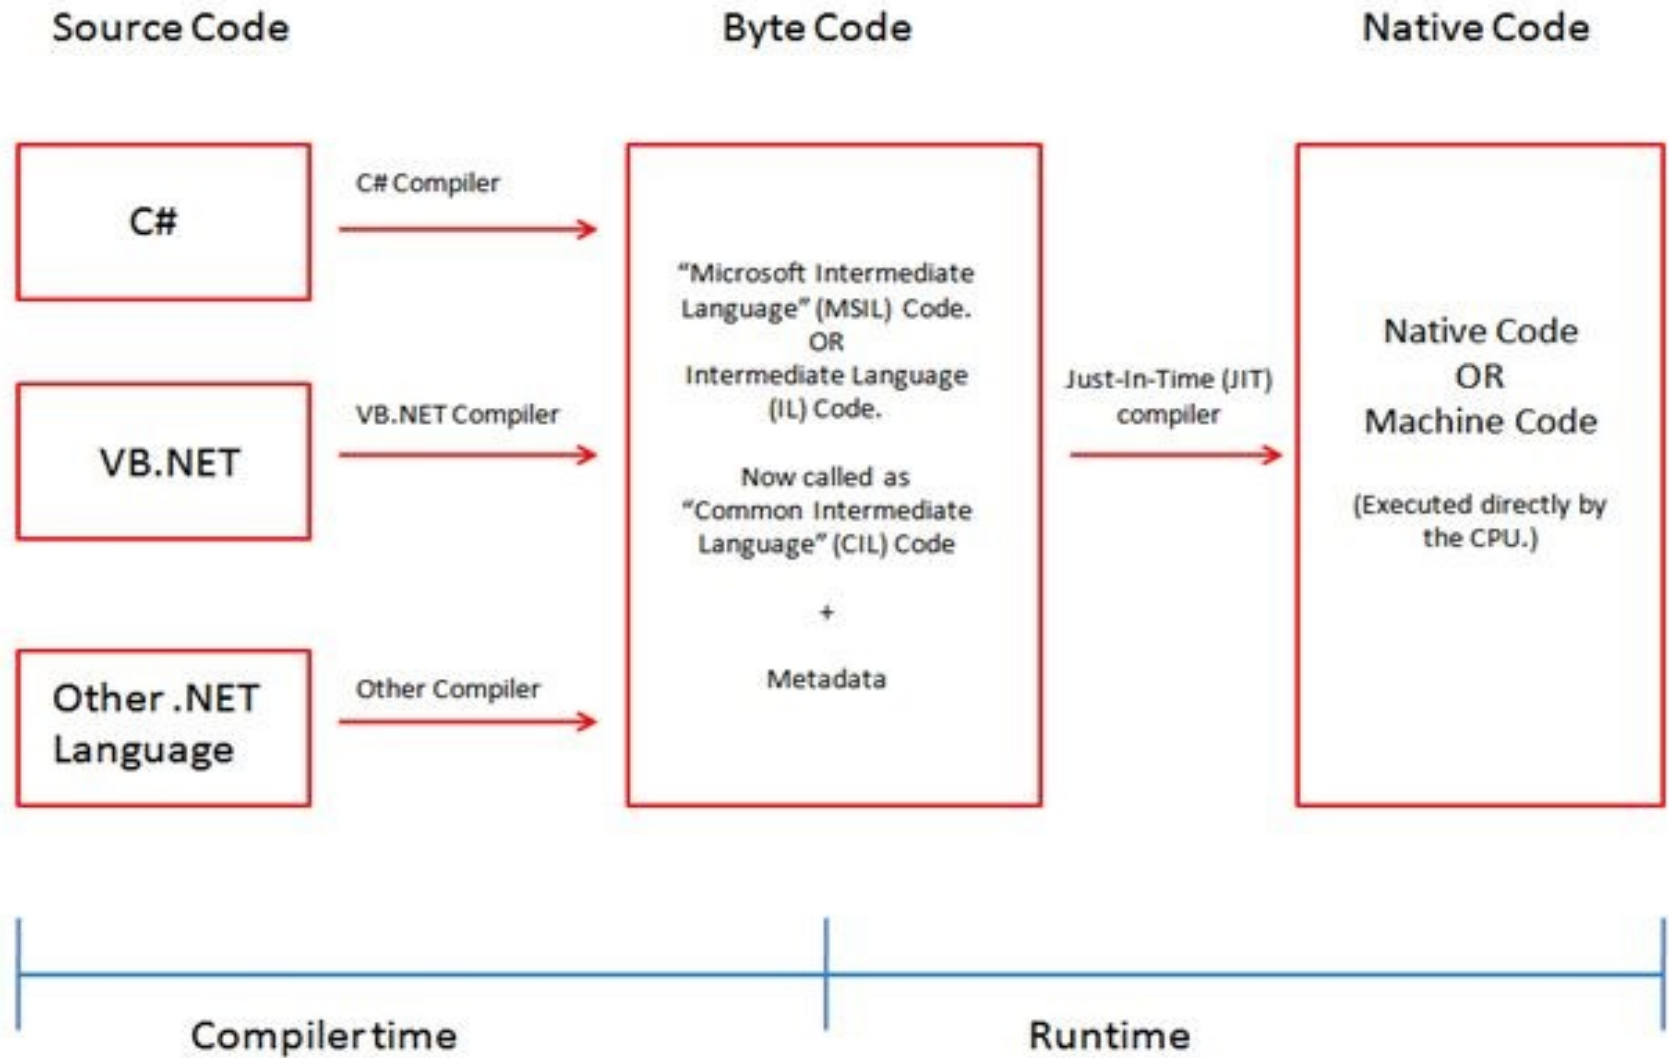 Source Code
Byte Code
Native Code
C#
C# Compiler
VB.NET
VB.NET Compiler
Other .NET
Language
Other Compiler
“Microsoft Intermediate
Language” (MSIL) Code.
OR
Intermediate Language
(IL) Code.
Now called as
“Common Intermediate
Language” (CIL) Code
+
Metadata
Just-In-Time (JIT)
compiler
Native Code
OR
Machine Code
(Executed directly by
the CPU.)
Compiler time
Runtime